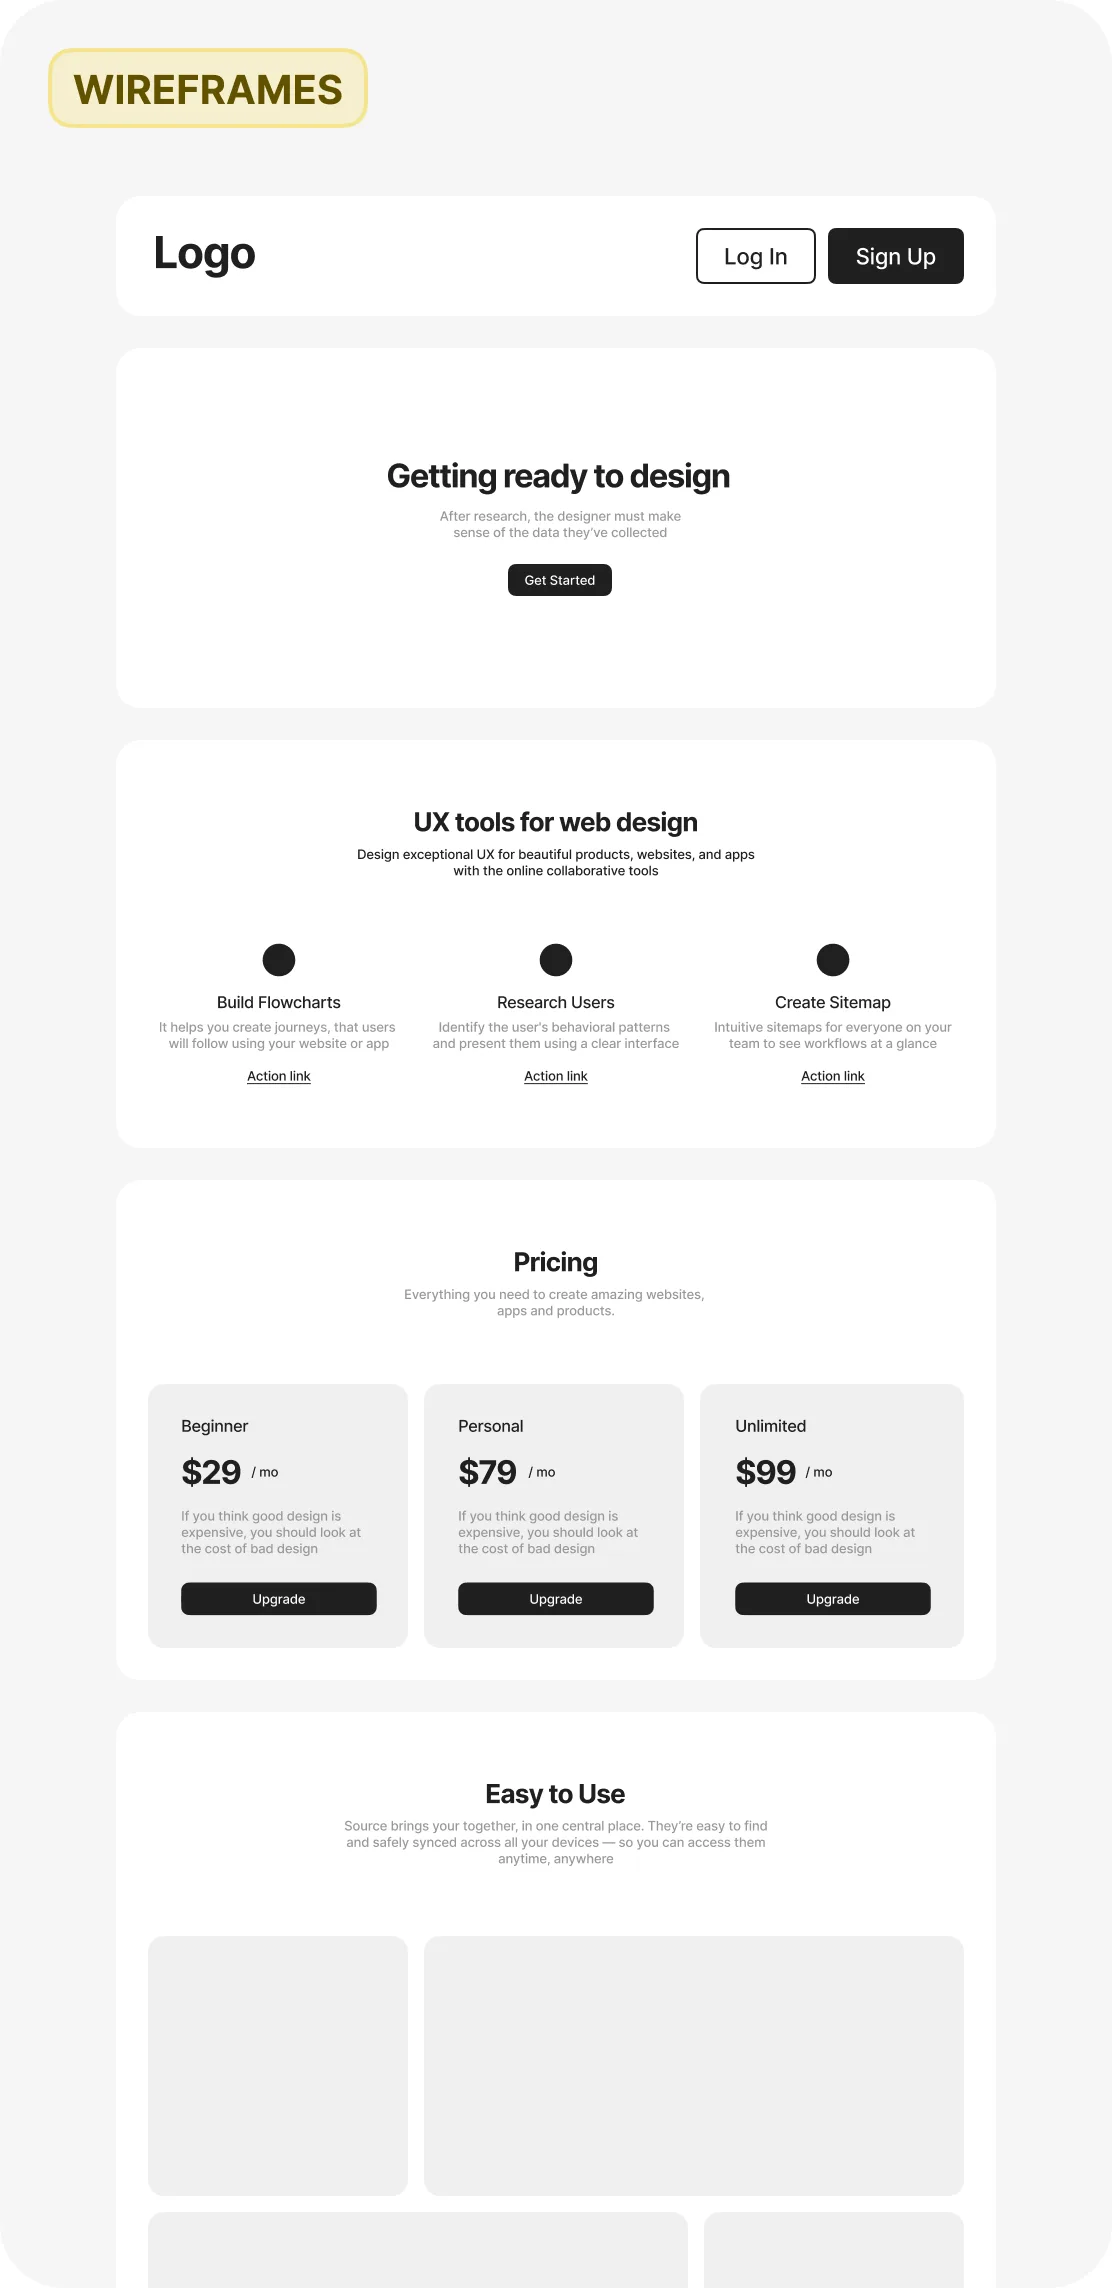 WIREFRAMES
Logo
Log In
Sign Up
Getting ready to design
After research, the designer must make
sense of the data they’ve collected
Get Started
UX tools for web design
Design exceptional UX for beautiful products, websites, and apps
with the online collaborative tools
Build Flowcharts
It helps you create journeys, that users
will follow using your website or app
Action link
Research Users
Identify the user's behavioral patterns
and present them using a clear interface
Action link
Create Sitemap
Intuitive sitemaps for everyone on your
team to see workflows at a glance
Action link
Pricing
Everything you need to create amazing websites,
apps and products.
Beginner
$29 / mo
If you think good design is
expensive, you should look at
the cost of bad design
Upgrade
Personal
$79 / mo
If you think good design is
expensive, you should look at
the cost of bad design
Upgrade
Unlimited
$99 / mo
If you think good design is
expensive, you should look at
the cost of bad design
Upgrade
Easy to Use
Source brings your together, in one central place. They’re easy to find
and safely synced across all your devices — so you can access them
anytime, anywhere